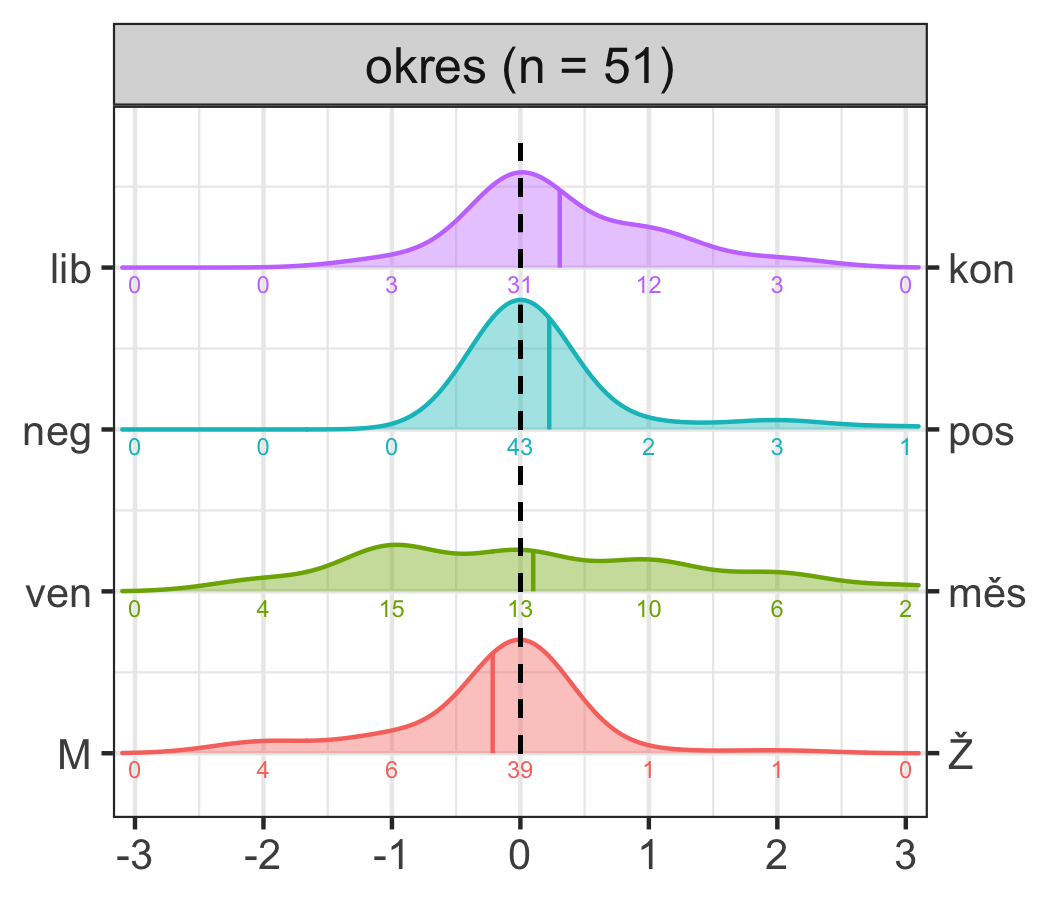 okres (n = 51)
lib 0 0 3 31 12 3 0 kon
neg 0 0 0 43 2 3 1 pos
ven 0 4 15 13 10 6 2 měs
M 0 4 6 39 1 1 0 Ž
-3 -2 -1 0 1 2 3